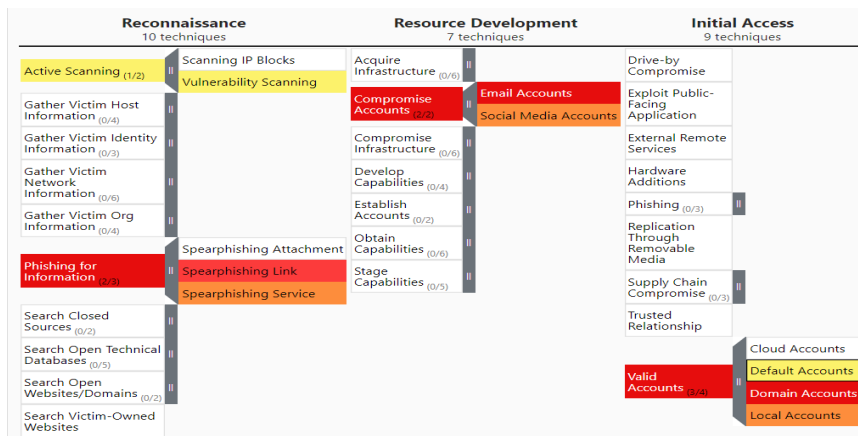 Reconnaissance
10 techniques
Active Scanning (1/2)
Scanning IP Blocks
Vulnerability Scanning
Gather Victim Host
Information (0/4)
Gather Victim Identity
Information (0/3)
Gather Victim
Network
Information (0/6)
Gather Victim Org
Information (0/4)
Phishing for
Information (2/3)
Spearphishing Attachment
Spearphishing Link
Spearphishing Service
Search Closed
Sources (0/2)
Search Open Technical
Databases (0/5)
Search Open
Websites/Domains (0/2)
Search Victim-Owned
Websites
Resource Development
7 techniques
Acquire
Infrastructure (0/6)
Compromise
Accounts (2/2)
Email Accounts
Social Media Accounts
Compromise
Infrastructure (0/6)
Develop
Capabilities (0/4)
Establish
Accounts (0/2)
Obtain
Capabilities (0/6)
Stage
Capabilities (0/5)
Initial Access
9 techniques
Drive-by
Compromise
Exploit Public-
Facing
Application
External Remote
Services
Hardware
Additions
Phishing (0/3)
Replication
Through
Removable
Media
Supply Chain
Compromise (0/3)
Trusted
Relationship
Valid
Accounts (3/4)
Cloud Accounts
Default Accounts
Domain Accounts
Local Accounts